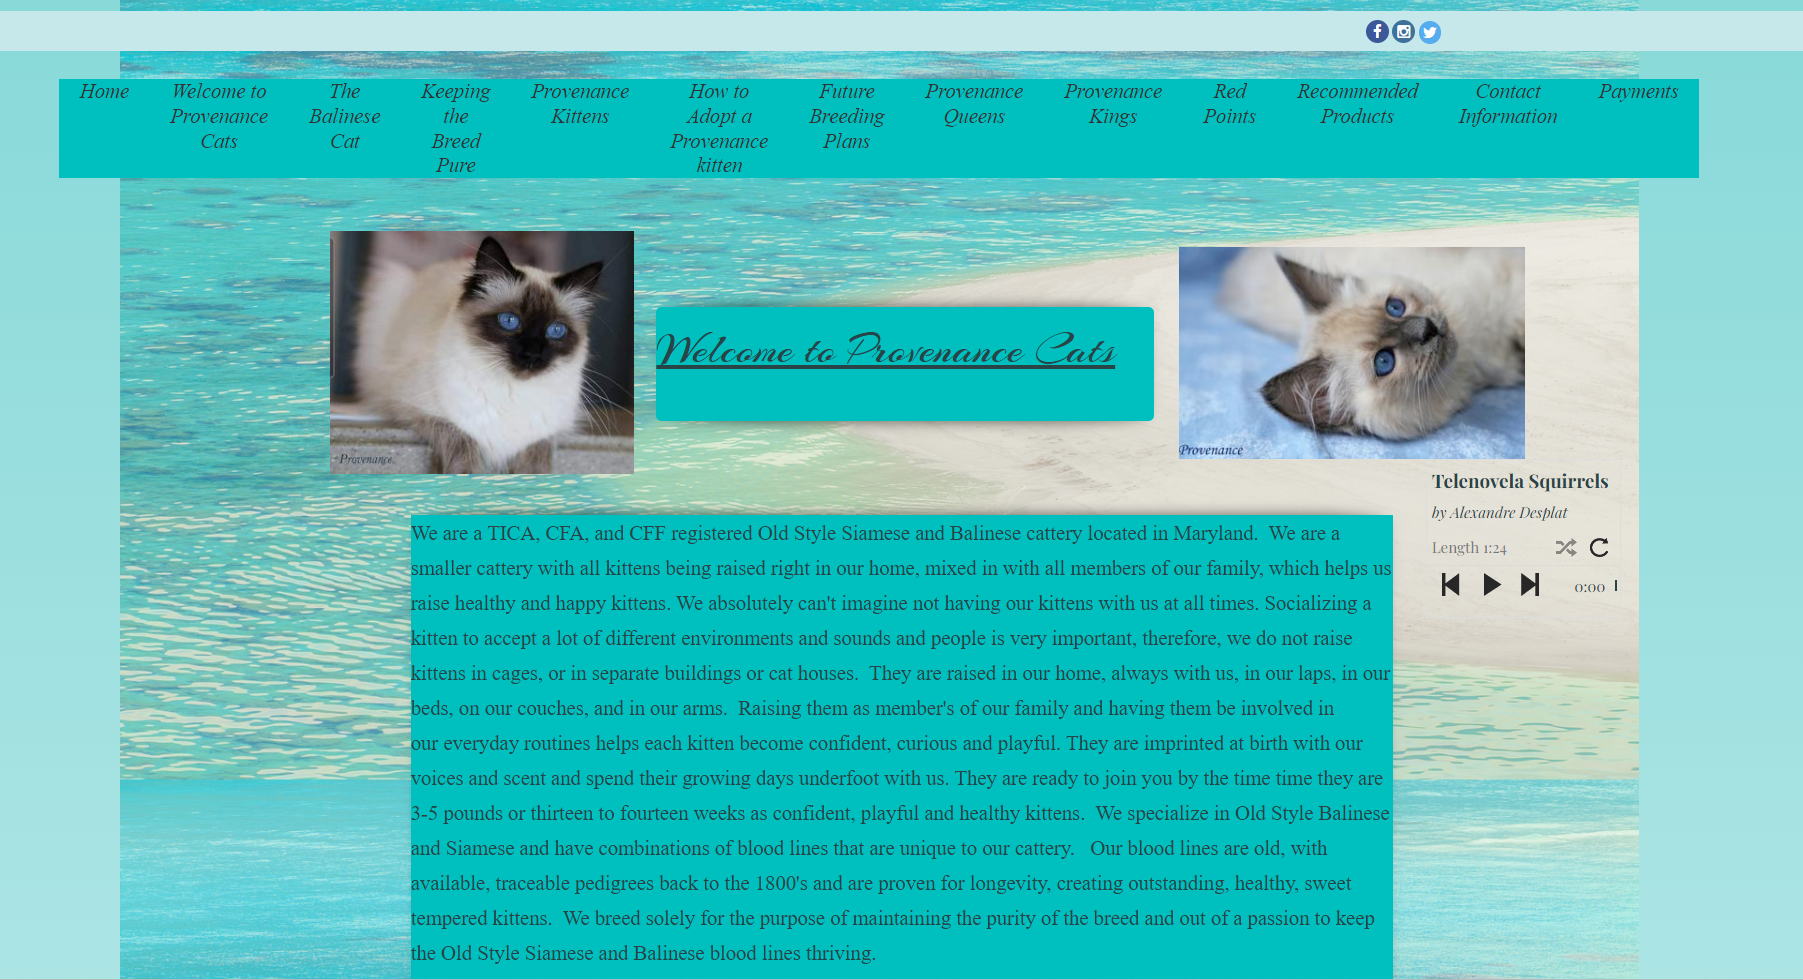 Home
Welcome to
Provenance
Cats
The
Balinese
Cat
Keeping
the
Breed
Pure
Provenance
Kittens
How to
Adopt a
Provenance
kitten
Future
Breeding
Plans
Provenance
Queens
Provenance
Kings
Red
Points
Recommended
Products
Contact
Information
Payments
Welcome to Provenance Cats
Provenance
Provenance
Telenovela Squirrels
by Alexandre Desplat
Length 1:24
0:00
We are a TICA, CFA, and CFF registered Old Style Siamese and Balinese cattery located in Maryland.  We are a
smaller cattery with all kittens being raised right in our home, mixed in with all members of our family, which helps us
raise healthy and happy kittens. We absolutely can't imagine not having our kittens with us at all times. Socializing a
kitten to accept a lot of different environments and sounds and people is very important, therefore, we do not raise
kittens in cages, or in separate buildings or cat houses.  They are raised in our home, always with us, in our laps, in our
beds, on our couches, and in our arms.  Raising them as member's of our family and having them be involved in
our everyday routines helps each kitten become confident, curious and playful. They are imprinted at birth with our
voices and scent and spend their growing days underfoot with us. They are ready to join you by the time time they are
3-5 pounds or thirteen to fourteen weeks as confident, playful and healthy kittens.  We specialize in Old Style Balinese
and Siamese and have combinations of blood lines that are unique to our cattery.   Our blood lines are old, with
available, traceable pedigrees back to the 1800's and are proven for longevity, creating outstanding, healthy, sweet
tempered kittens.  We breed solely for the purpose of maintaining the purity of the breed and out of a passion to keep
the Old Style Siamese and Balinese blood lines thriving.